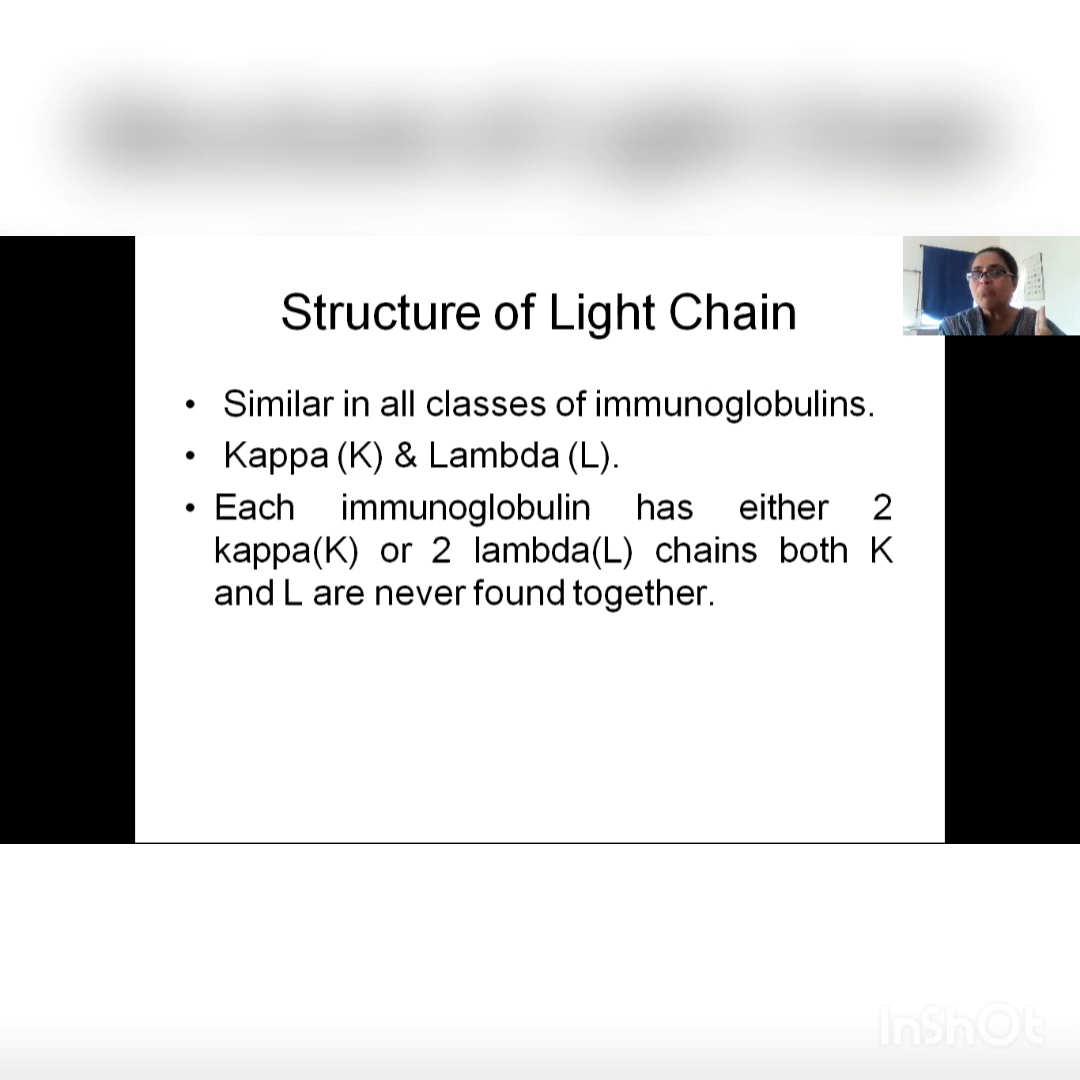 Structure of Light Chain
• Similar in all classes of immunoglobulins.
• Kappa (K) & Lambda (L).
• Each immunoglobulin has either 2
kappa(K) or 2 lambda(L) chains both K
and L are never found together.
InShOt